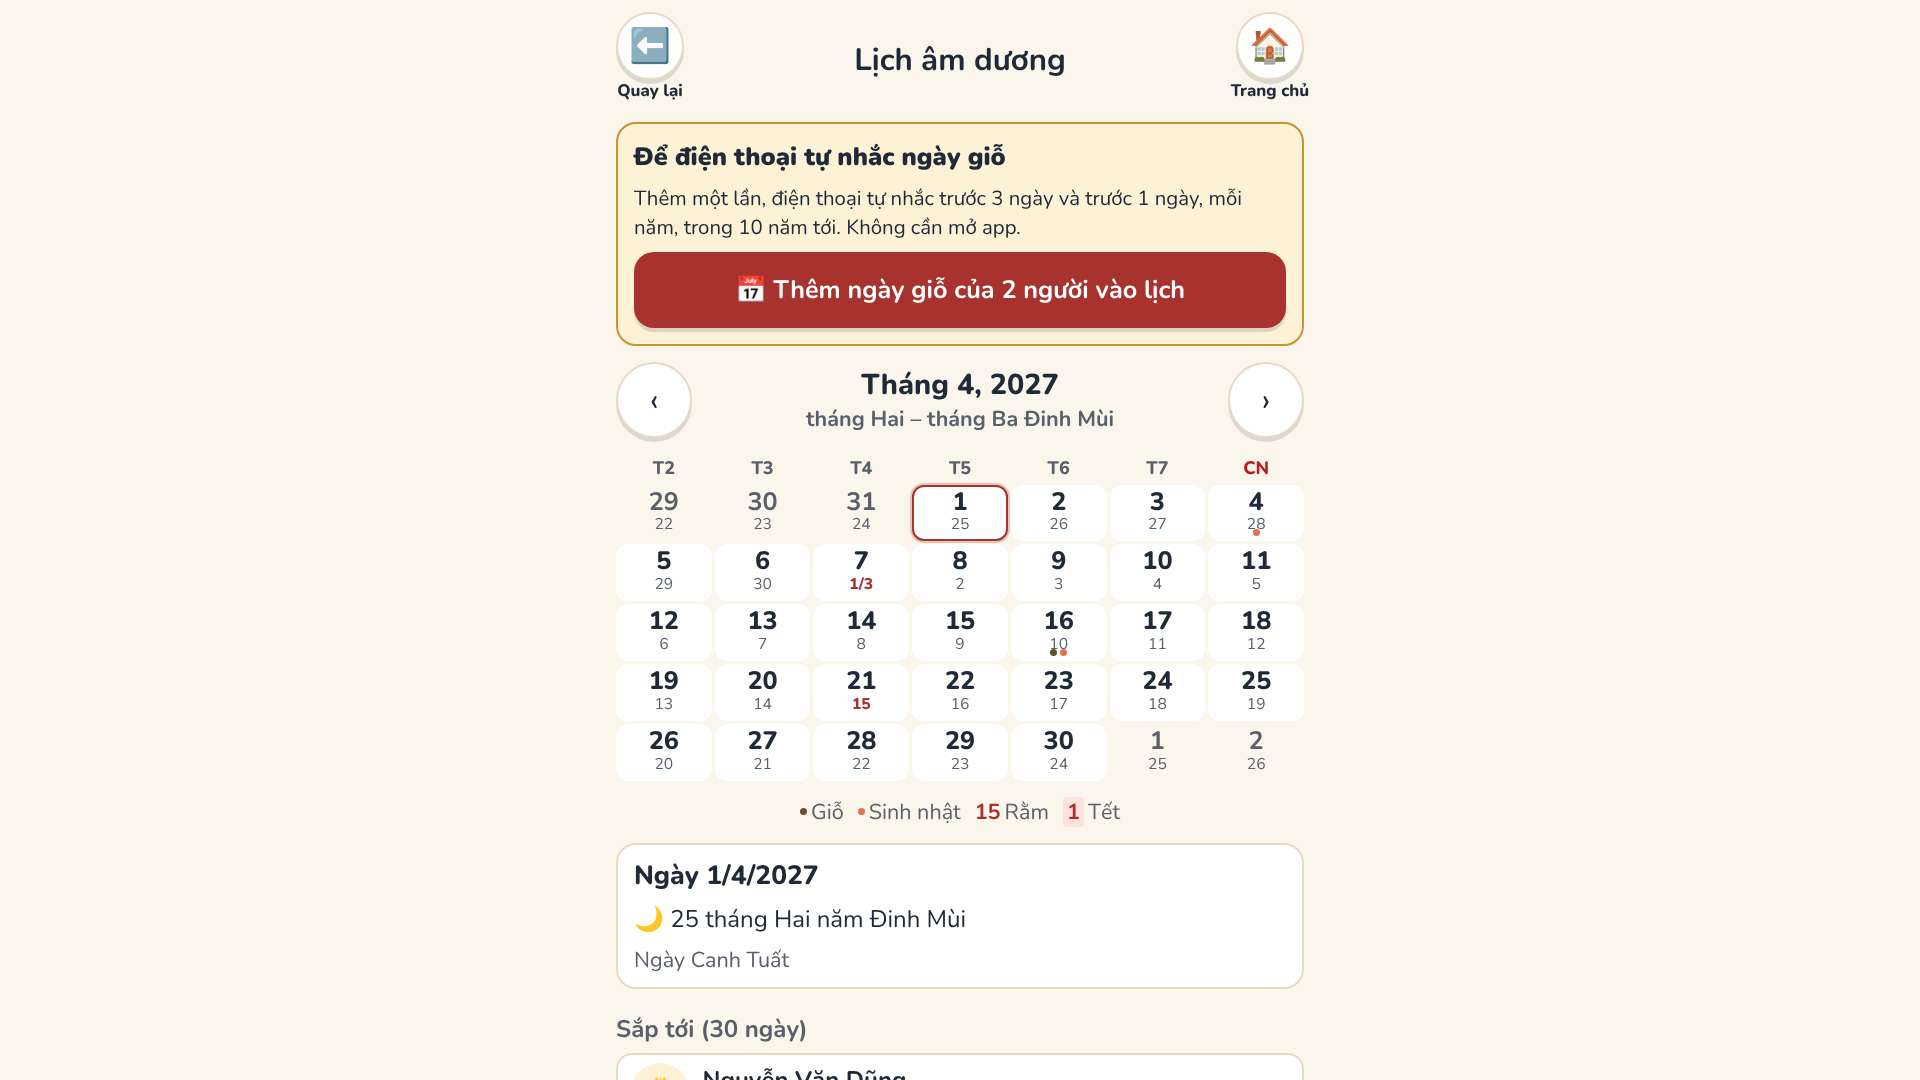 Quay lại
Lịch âm dương
Trang chủ
Để điện thoại tự nhắc ngày giỗ
Thêm một lần, điện thoại tự nhắc trước 3 ngày và trước 1 ngày, mỗi
năm, trong 10 năm tới. Không cần mở app.
📅 Thêm ngày giỗ của 2 người vào lịch
‹ Tháng 4, 2027 ›
tháng Hai – tháng Ba Đinh Mùi
T2 T3 T4 T5 T6 T7 CN
29 30 31 1 2 3 4
22 23 24 25 26 27 28
5 6 7 8 9 10 11
29 30 1/3 2 3 4 5
12 13 14 15 16 17 18
6 7 8 9 10 11 12
19 20 21 22 23 24 25
13 14 15 16 17 18 19
26 27 28 29 30 1 2
20 21 22 23 24 25 26
Giỗ Sinh nhật 15 Rằm 1 Tết
Ngày 1/4/2027
🌙 25 tháng Hai năm Đinh Mùi
Ngày Canh Tuất
Sắp tới (30 ngày)
Nguyễn Văn Dũng